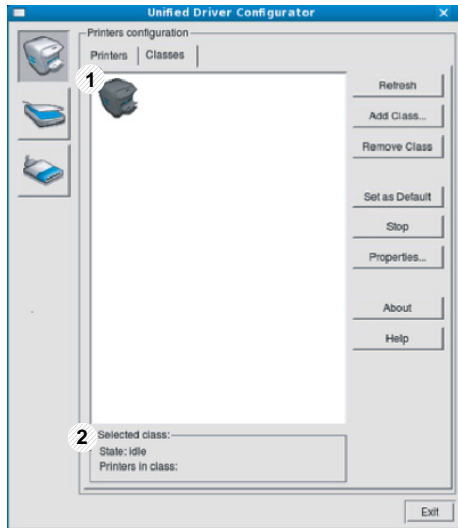 Unified Driver Configurator
Printers configuration
Printers Classes
1
Refresh
Add Class...
Remove Class
Set as Default
Stop
Properties...
About
Help
2 Selected class:
State: idle
Printers in class:
Exit